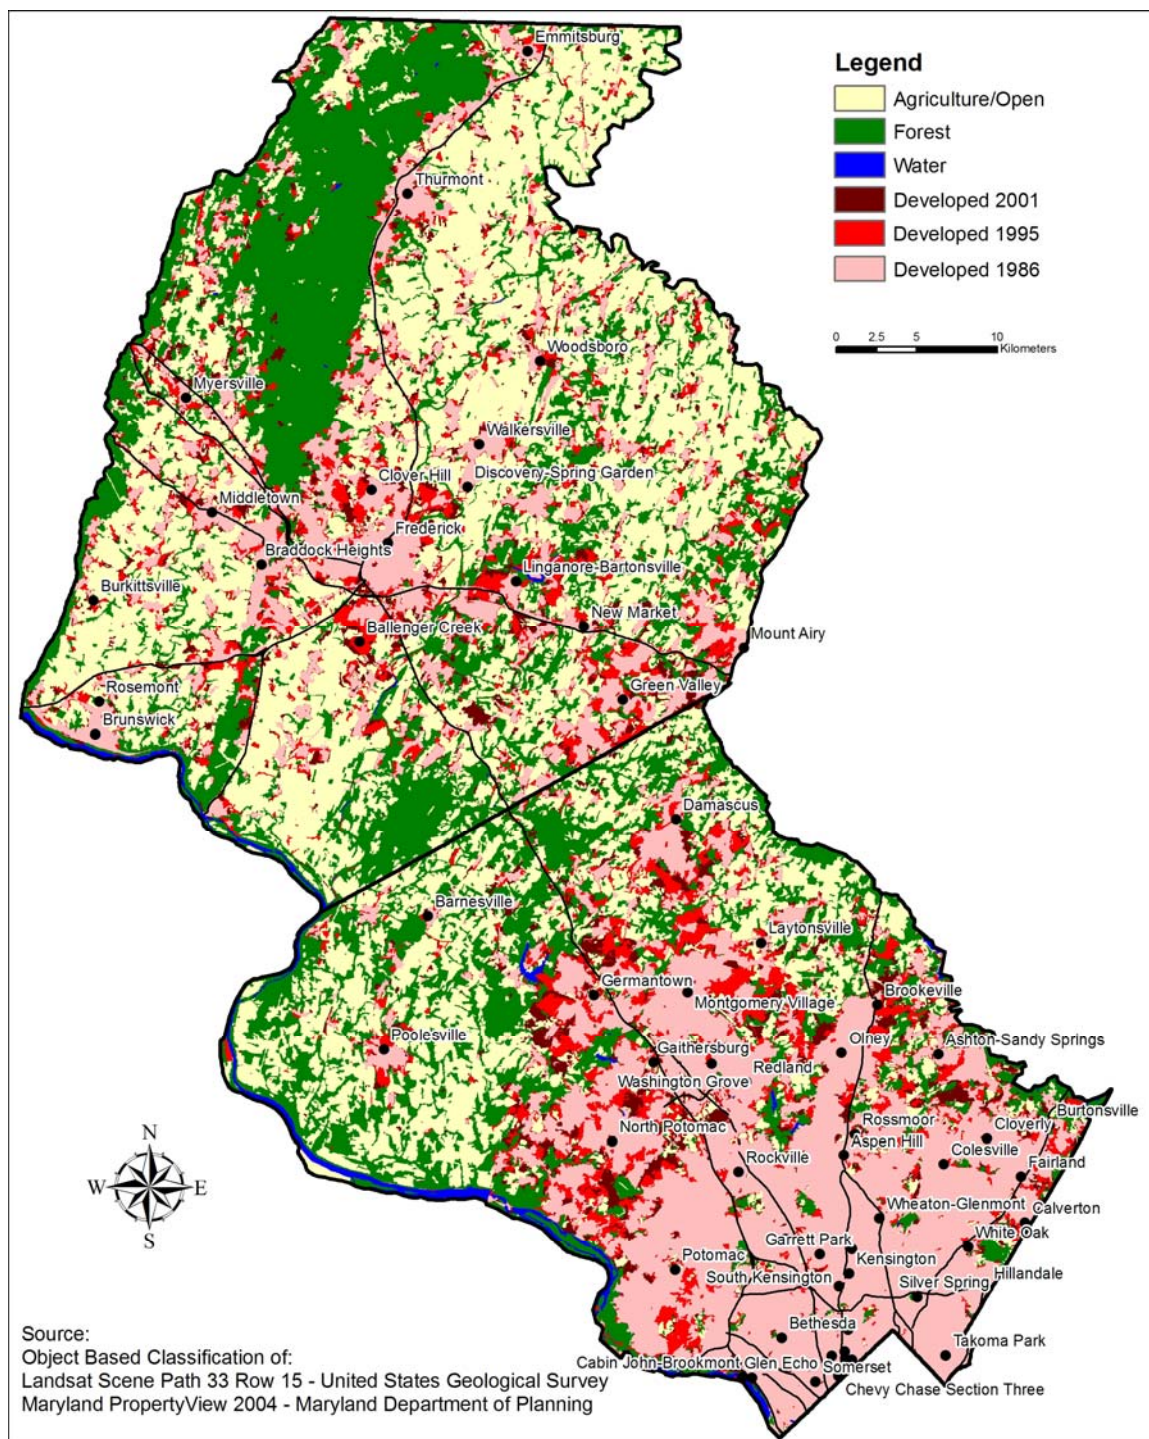 Emmitsburg
Legend
Agriculture/Open
Forest
Water
Developed 2001
Developed 1995
Developed 1986
0 2.5 5 10
Kilometers
Thurmont
Woodsboro
Myersville
Walkersville
Clover Hill
Discovery-Spring Garden
Middletown
Frederick
Braddock Heights
Linganore-Bartonsville
Burkittsville
New Market
Ballenger Creek
Mount Airy
Rosemont
Green Valley
Brunswick
Damascus
Barnesville
Laytonsville
Germantown
Montgomery Village
Brookeville
Poolesville
Olney
Ashton-Sandy Springs
Gaithersburg
Redland
Washington Grove
Burtonsville
North Potomac
Rossmoor
Cloverly
Aspen Hill
Rockville
Colesville
Fairland
N
W E
S
Wheaton-Glenmont
Calverton
White Oak
Garrett Park
Potomac
Kensington
South Kensington
Hillandale
Silver Spring
Bethesda
Takoma Park
Cabin John-Brookmont
Glen Echo
Somerset
Chevy Chase Section Three
Source:
Object Based Classification of:
Landsat Scene Path 33 Row 15 - United States Geological Survey
Maryland PropertyView 2004 - Maryland Department of Planning